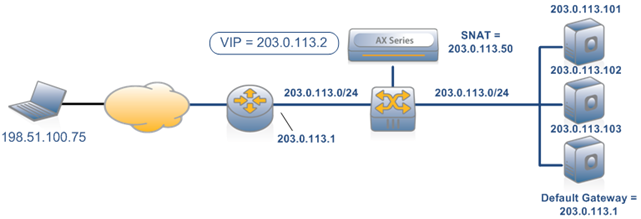 203.0.113.101
VIP = 203.0.113.2
AX Series
SNAT =
203.0.113.50
203.0.113.102
203.0.113.0/24
203.0.113.0/24
198.51.100.75
203.0.113.1
203.0.113.103
Default Gateway =
203.0.113.1